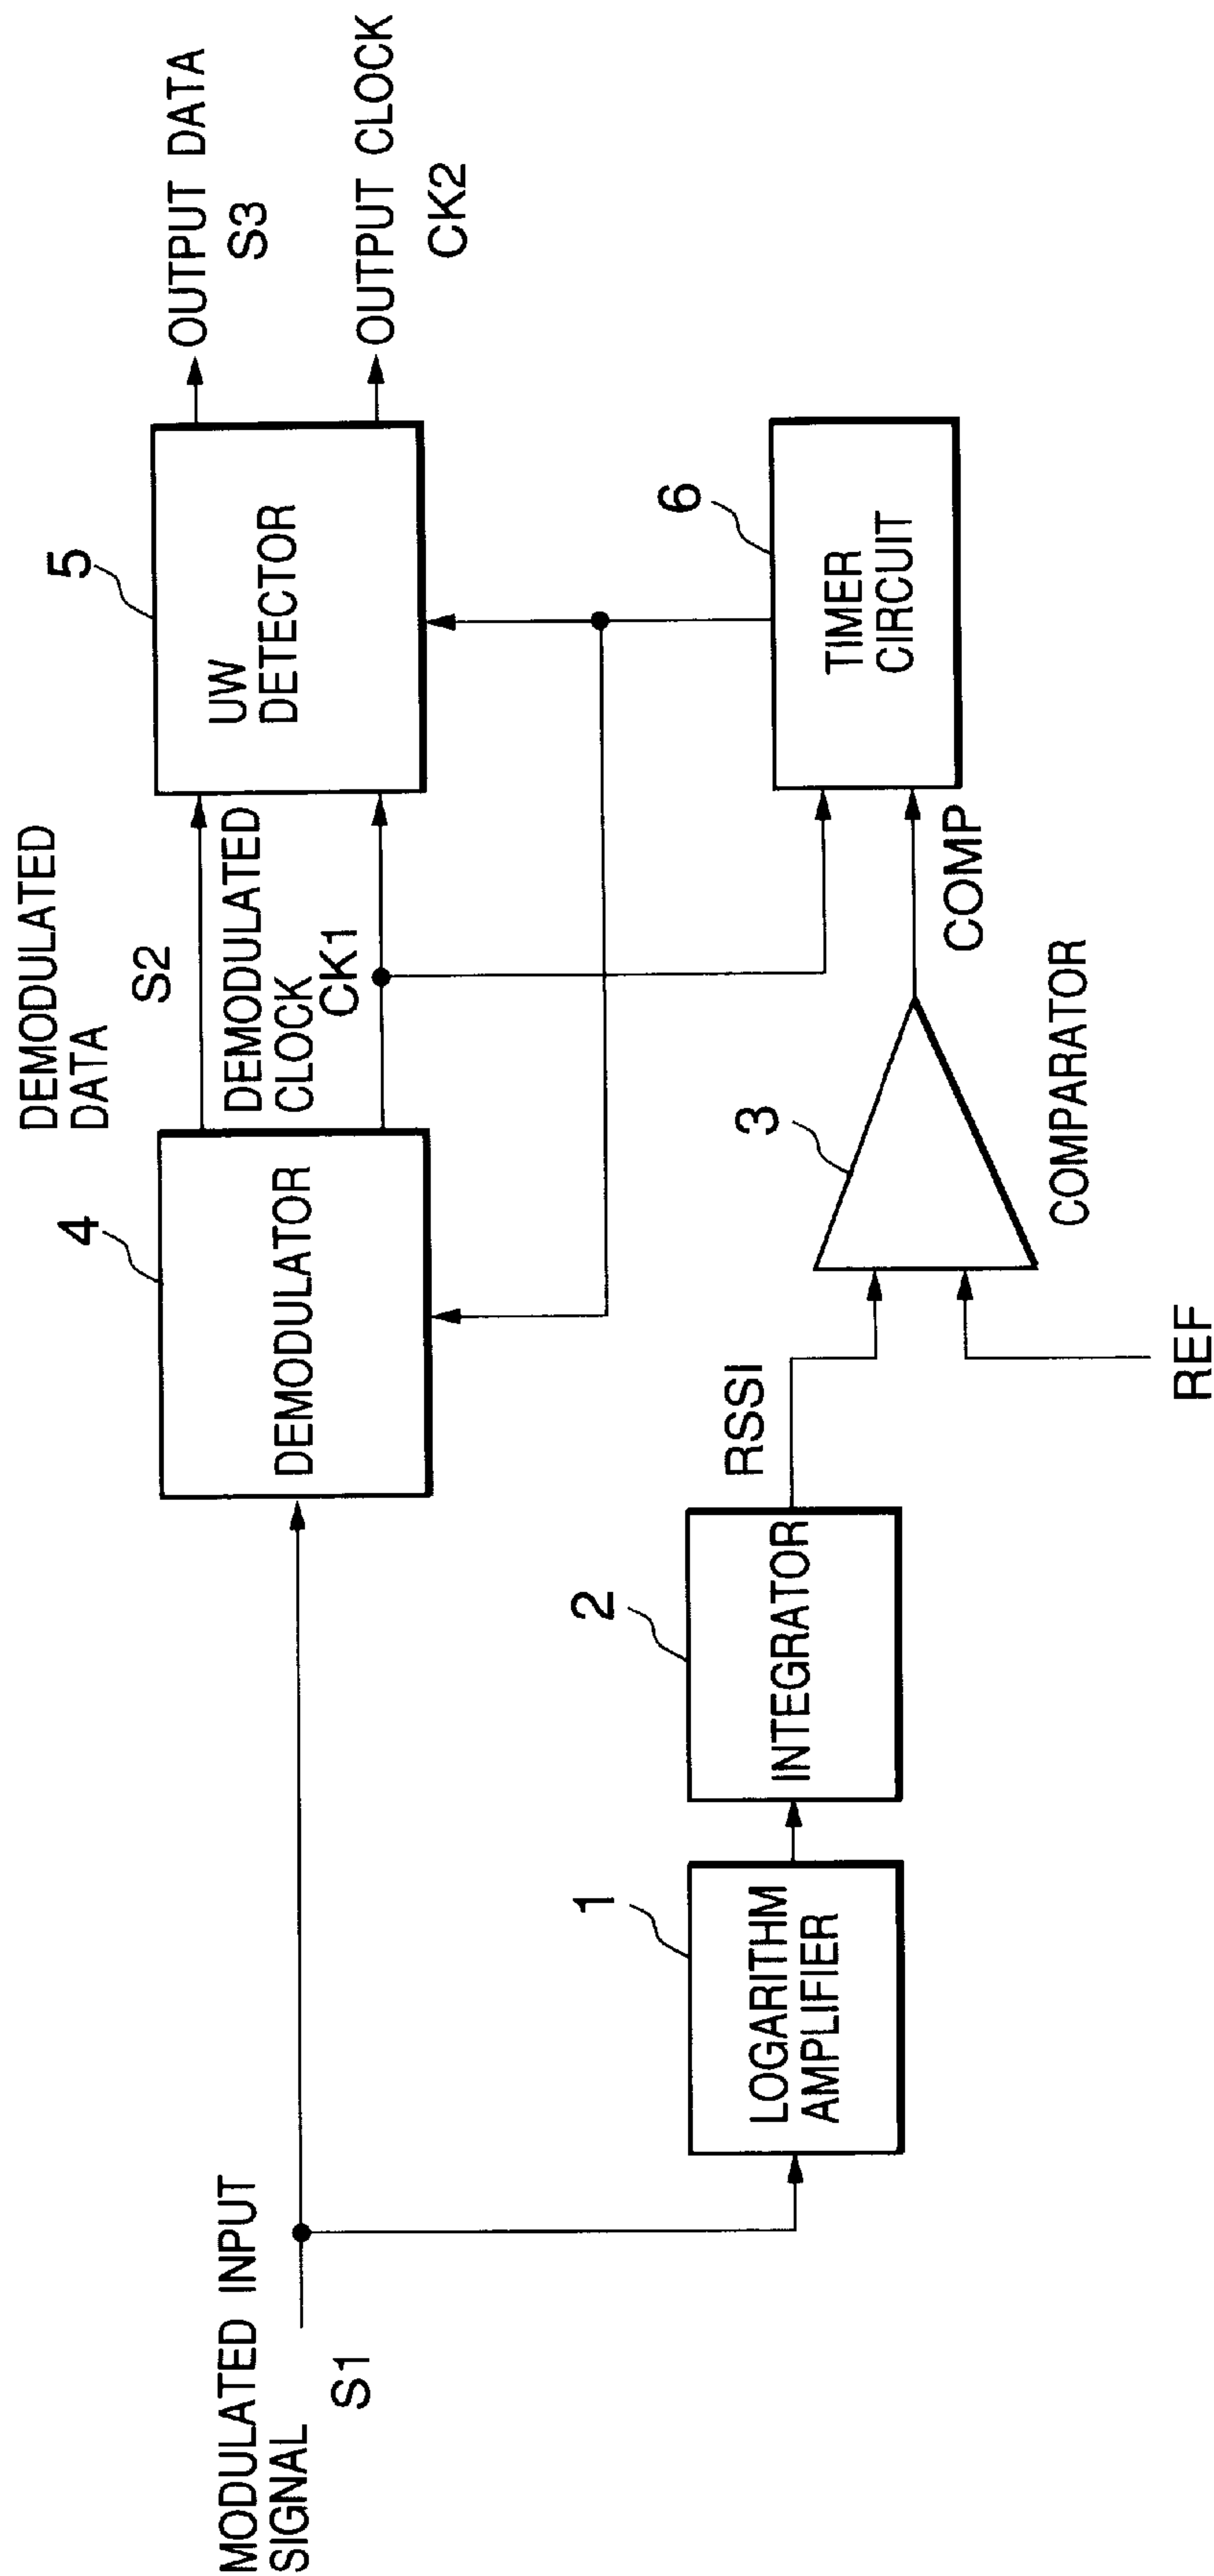 MODULATED INPUT
SIGNAL
S1
4
DEMODULATOR
DEMODULATED
DATA
S2
DEMODULATED
CLOCK
CK1
5
UW
DETECTOR
OUTPUT DATA
S3
OUTPUT CLOCK
CK2
1
LOGARITHM
AMPLIFIER
2
INTEGRATOR
RSSI
REF
3
COMPARATOR
COMP
6
TIMER
CIRCUIT